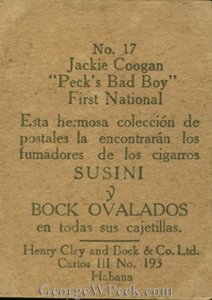 No. 17
Jackie Coogan
"Peck's Bad Boy"
First National
Esta hermosa colección de
postales la encontrarán los
fumadores de los cigarros
SUSINI
y
BOCK OVALADOS
en todas sus cajetillas.
Henry Clay and Bock & Co. Ltd.
Carlos III No. 193
Habana
GeorgeWPeck.com